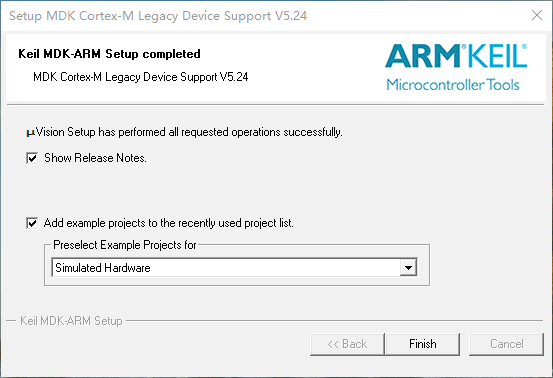 Setup MDK Cortex-M Legacy Device Support V5.24
Keil MDK-ARM Setup completed
MDK Cortex-M Legacy Device Support V5.24
ARM KEIL®
Microcontroller Tools
µVision Setup has performed all requested operations successfully.
Show Release Notes.
Add example projects to the recently used project list.
Preselect Example Projects for
Simulated Hardware
Keil MDK-ARM Setup
<< Back
Finish
Cancel